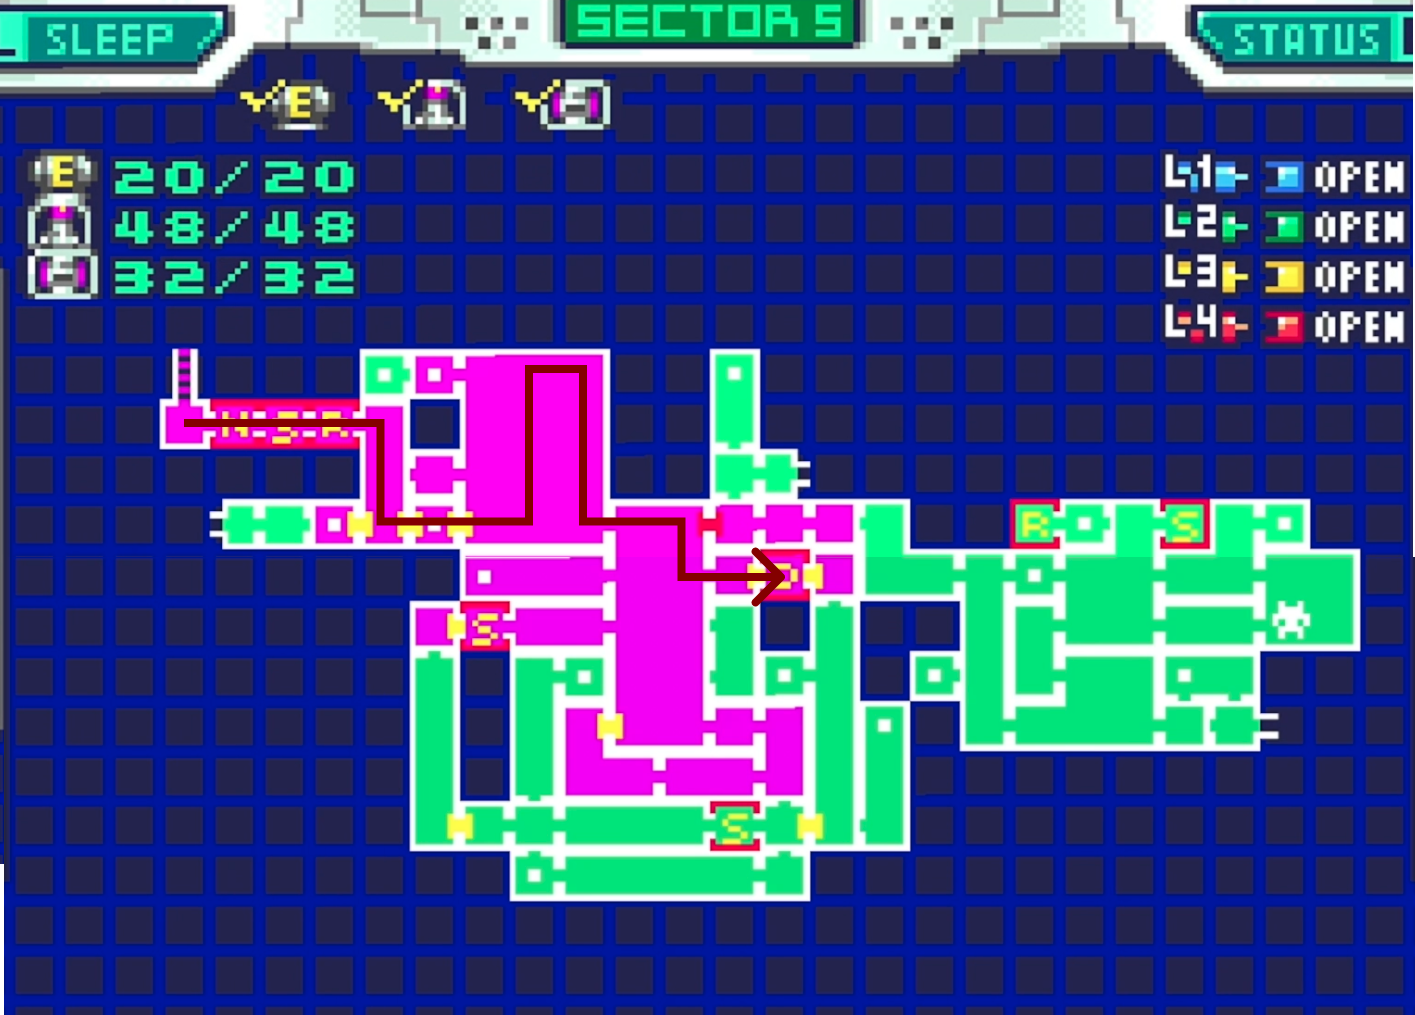 SLEEP
SECTOR 5
STATUS
E
E 20/20
48/48
32/32
L-1 OPEN
L-2 OPEN
L-3 OPEN
L-4 OPEN
N S R
R S
D
S
S